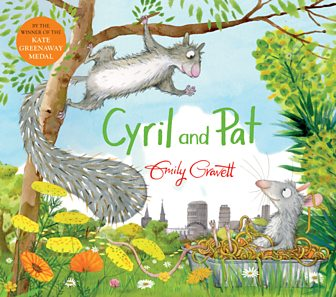 BY THE
WINNER OF THE
KATE
GREENAWAY
MEDAL
Cyril and Pat
Emily Gravett